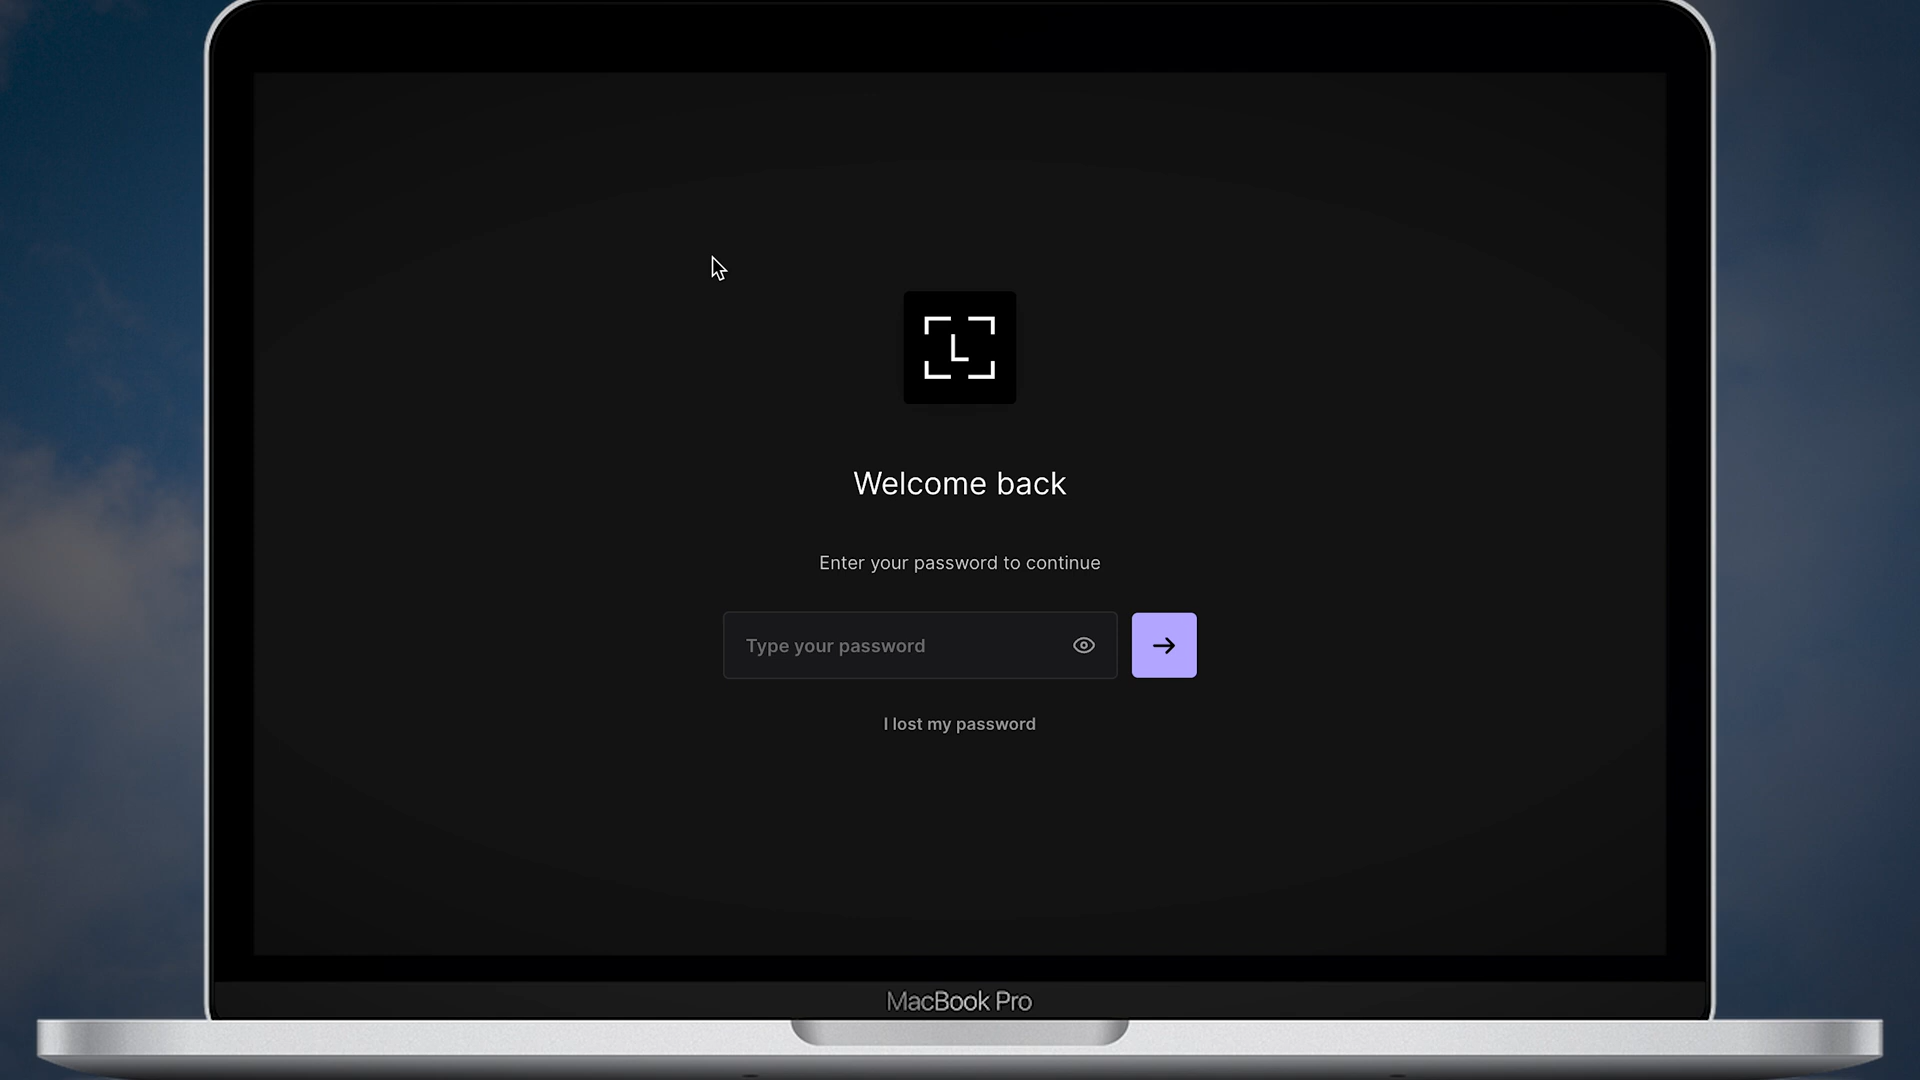 L
Welcome back
Enter your password to continue
Type your password
I lost my password
MacBook Pro